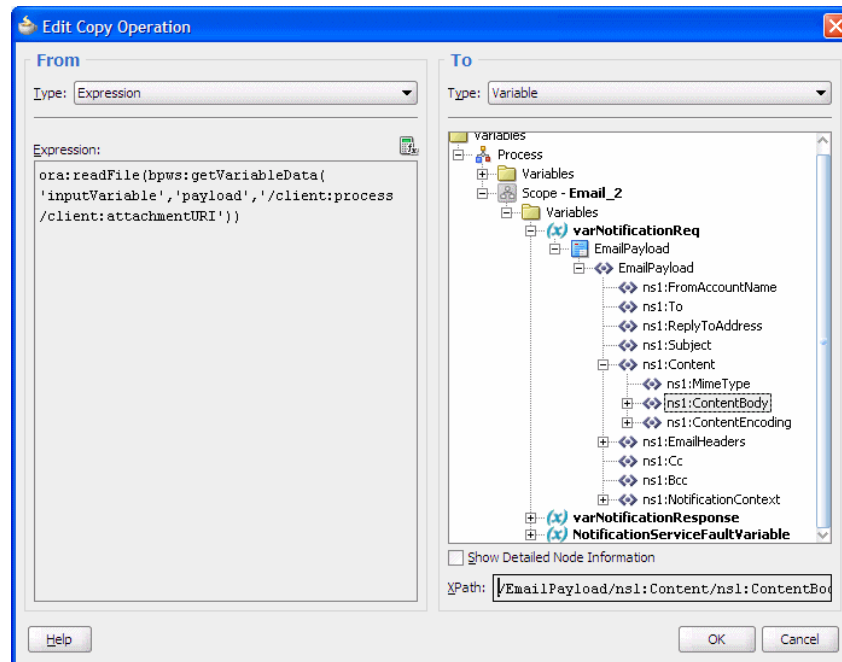 Edit Copy Operation
From
Type: Expression
Expression:
ora:readFile(bpws:getVariableData(
'inputVariable','payload','/client:process
/client:attachmentURI'))
To
Type: Variable
Variables
Process
Variables
Scope - Email_2
Variables
(x) varNotificationReq
EmailPayload
EmailPayload
ns1:FromAccountName
ns1:To
ns1:ReplyToAddress
ns1:Subject
ns1:Content
ns1:MimeType
ns1:ContentBody
ns1:ContentEncoding
ns1:EmailHeaders
ns1:Cc
ns1:Bcc
ns1:NotificationContext
(x) varNotificationResponse
(x) NotificationServiceFaultVariable
Show Detailed Node Information
XPath: /EmailPayload/ns1:Content/ns1:ContentBod
Help
OK
Cancel